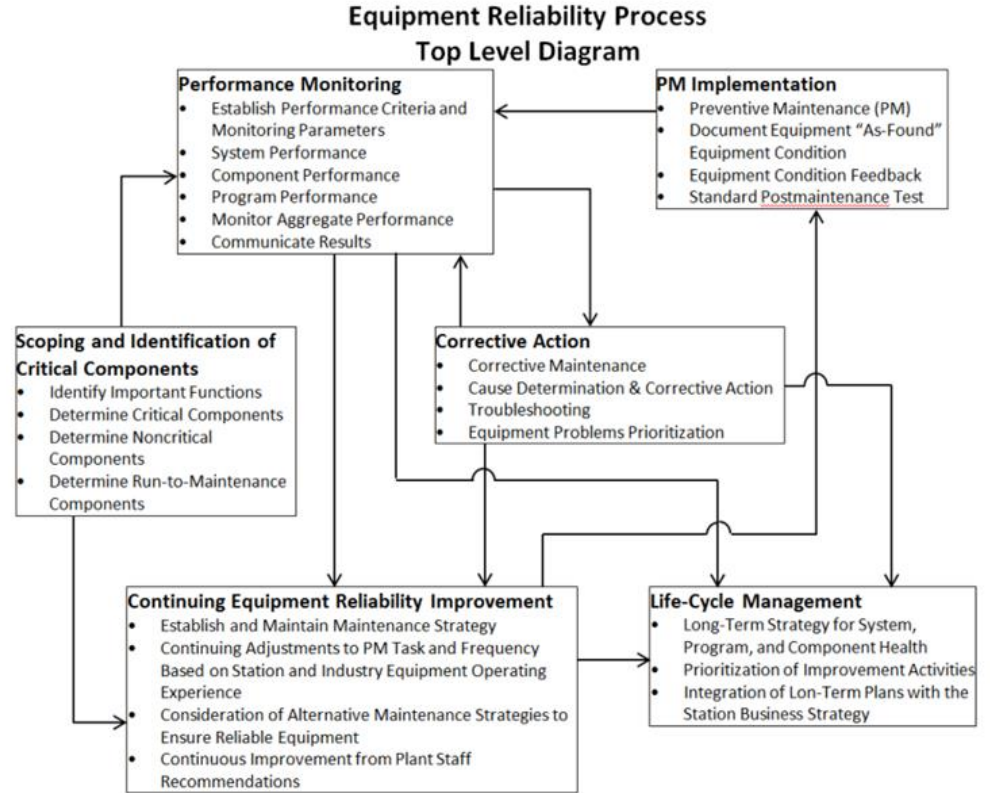 Equipment Reliability Process
Top Level Diagram
Performance Monitoring
• Establish Performance Criteria and
Monitoring Parameters
• System Performance
• Component Performance
• Program Performance
• Monitor Aggregate Performance
• Communicate Results
PM Implementation
• Preventive Maintenance (PM)
• Document Equipment “As-Found”
Equipment Condition
• Equipment Condition Feedback
• Standard Postmaintenance Test
Scoping and Identification of
Critical Components
• Identify Important Functions
• Determine Critical Components
• Determine Noncritical
Components
• Determine Run-to-Maintenance
Components
Corrective Action
• Corrective Maintenance
• Cause Determination & Corrective Action
• Troubleshooting
• Equipment Problems Prioritization
Continuing Equipment Reliability Improvement
• Establish and Maintain Maintenance Strategy
• Continuing Adjustments to PM Task and Frequency
Based on Station and Industry Equipment Operating
Experience
• Consideration of Alternative Maintenance Strategies to
Ensure Reliable Equipment
• Continuous Improvement from Plant Staff
Recommendations
Life-Cycle Management
• Long-Term Strategy for System,
Program, and Component Health
• Prioritization of Improvement Activities
• Integration of Lon-Term Plans with the
Station Business Strategy